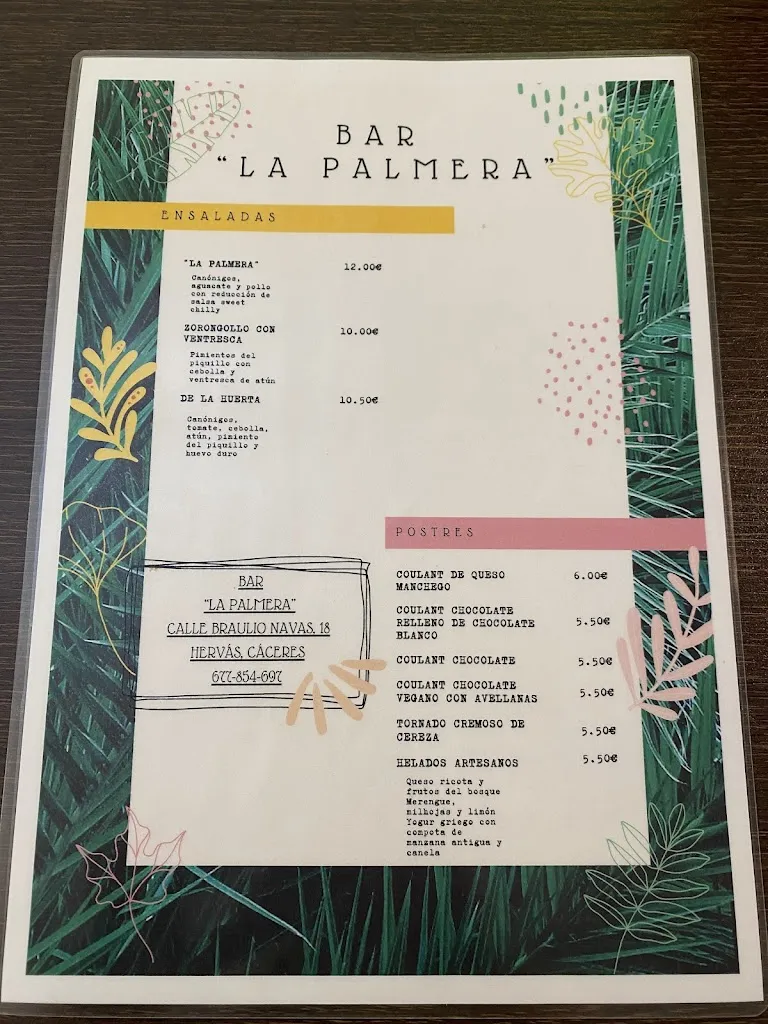 BAR
“LA PALMERA”
ENSALADAS
"LA PALMERA" 12.00€
Canónigos,
aguacate y pollo
con reducción de
salsa sweet
chilly
ZORONGOLLO CON 10.00€
VENTRESCA
Pimientos del
piquillo con
cebolla y
ventresca de atún
DE LA HUERTA 10.50€
Canónigos,
tomate, cebolla,
atún, pimiento
del piquillo y
huevo duro
POSTRES
COULANT DE QUESO 6.00€
MANCHEGO
COULANT CHOCOLATE
RELLENO DE CHOCOLATE 5.50€
BLANCO
COULANT CHOCOLATE 5.50€
COULANT CHOCOLATE 5.50€
VEGANO CON AVELLANAS
TORNADO CREMOSO DE 5.50€
CEREZA
HELADOS ARTESANOS 5.50€
Queso ricota y
frutos del bosque
Merengue,
milhojas y limón
Yogur griego con
compota de
manzana antigua y
canela
BAR
“LA PALMERA”
CALLE BRAULIO NAVAS, 18
HERVÁS, CÁCERES
677-854-697